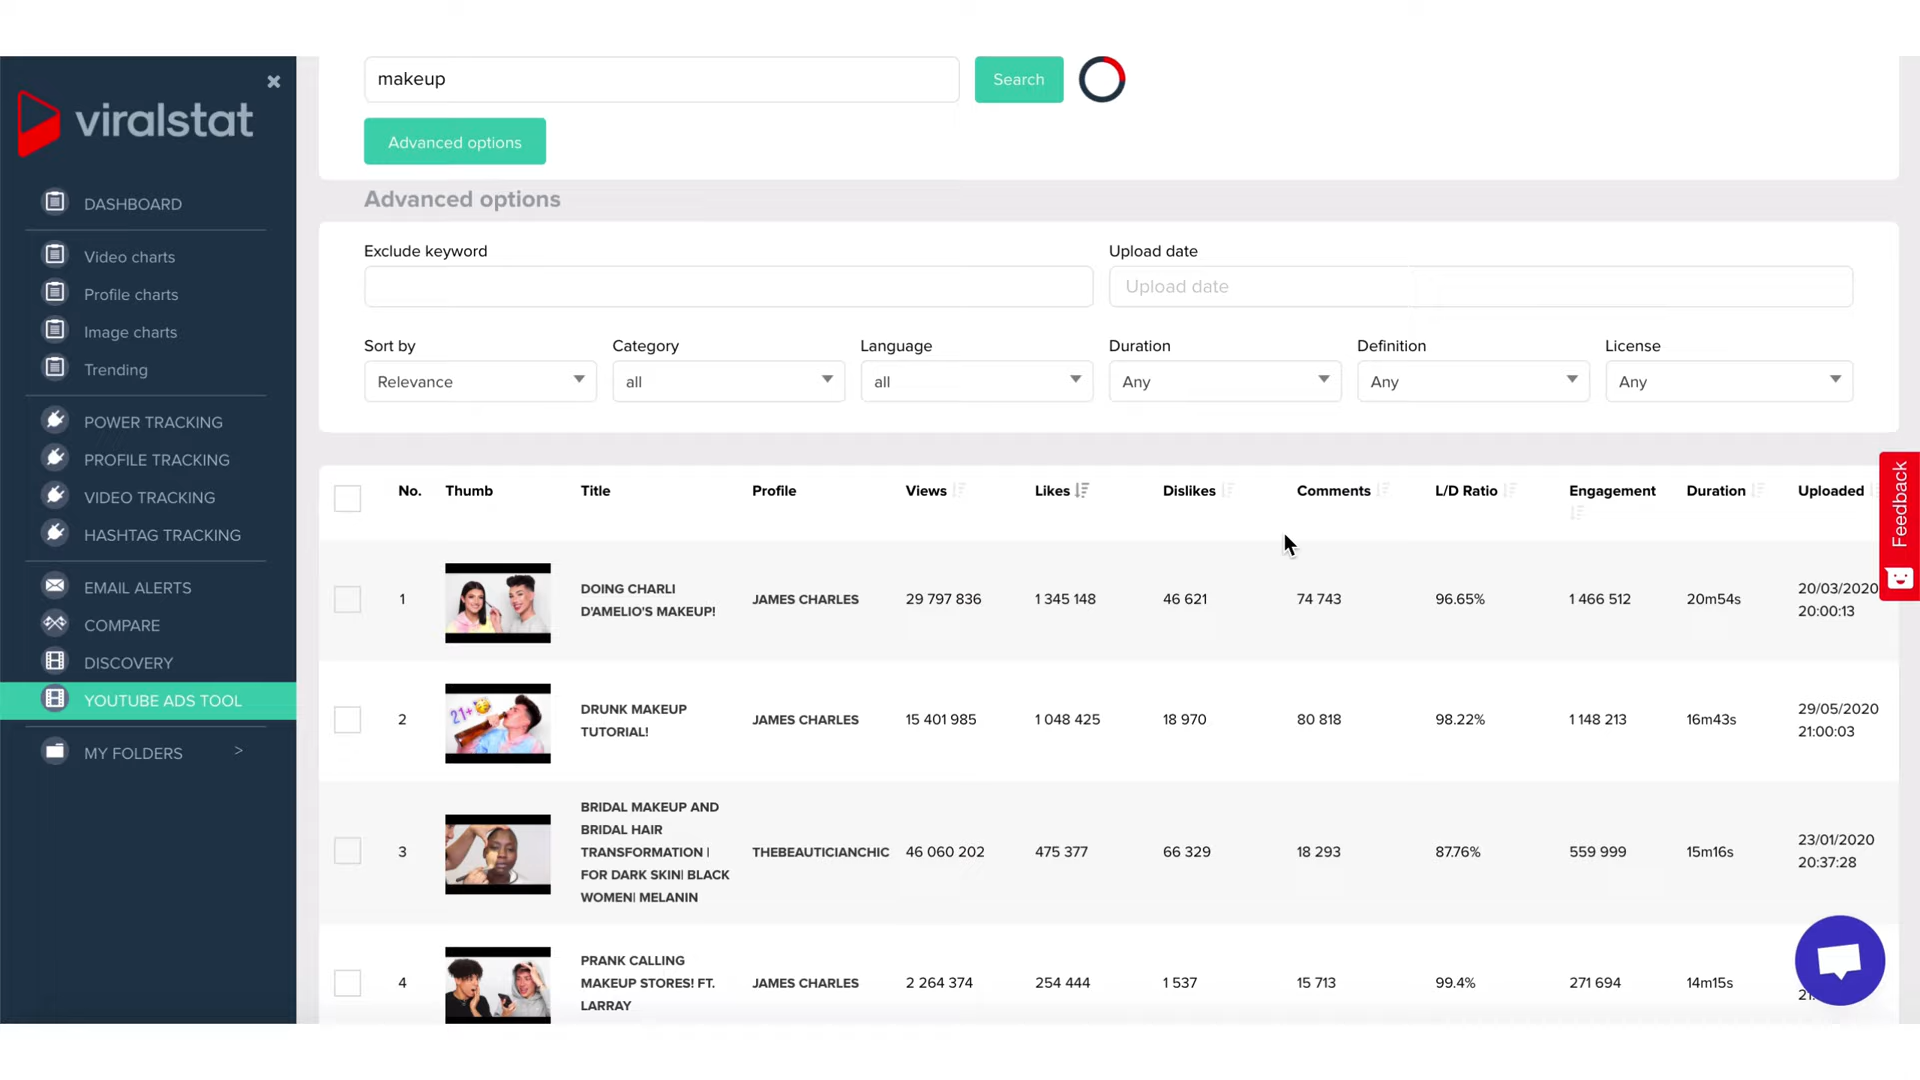 viralstat
DASHBOARD
Video charts
Profile charts
Image charts
Trending
POWER TRACKING
PROFILE TRACKING
VIDEO TRACKING
HASHTAG TRACKING
EMAIL ALERTS
COMPARE
DISCOVERY
YOUTUBE ADS TOOL
MY FOLDERS >
makeup Search
Advanced options
Advanced options
Exclude keyword Upload date
Upload date
Sort by Category Language Duration Definition License
Relevance all all Any Any Any
No. Thumb Title Profile Views Likes Dislikes Comments L/D Ratio Engagement Duration Uploaded
21+
1 DOING CHARLI D'AMELIO'S MAKEUP! JAMES CHARLES 29 797 836 1 345 148 46 621 74 743 96.65% 1 466 512 20m54s 20/03/2020 20:00:13
2 DRUNK MAKEUP TUTORIAL! JAMES CHARLES 15 401 985 1 048 425 18 970 80 818 98.22% 1 148 213 16m43s 29/05/2020 21:00:03
3 BRIDAL MAKEUP AND BRIDAL HAIR TRANSFORMATION | FOR DARK SKIN| BLACK WOMEN| MELANIN THEBEAUTICIANCHIC 46 060 202 475 377 66 329 18 293 87.76% 559 999 15m16s 23/01/2020 20:37:28
4 PRANK CALLING MAKEUP STORES! FT. LARRAY JAMES CHARLES 2 264 374 254 444 1 537 15 713 99.4% 271 694 14m15s
Feedback